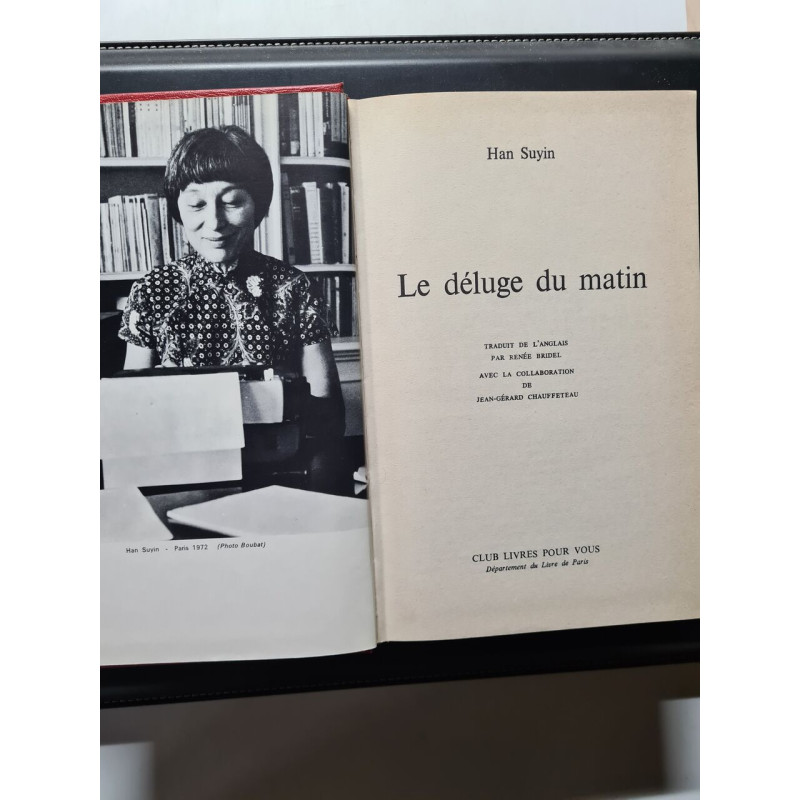 Han Suyin - Paris 1972 (Photo Boubat)
Han Suyin
Le déluge du matin
TRADUIT DE L'ANGLAIS
PAR RENÉE BRIDEL
AVEC LA COLLABORATION
DE
JEAN-GÉRARD CHAUFFETEAU
CLUB LIVRES POUR VOUS
Département du Livre de Paris